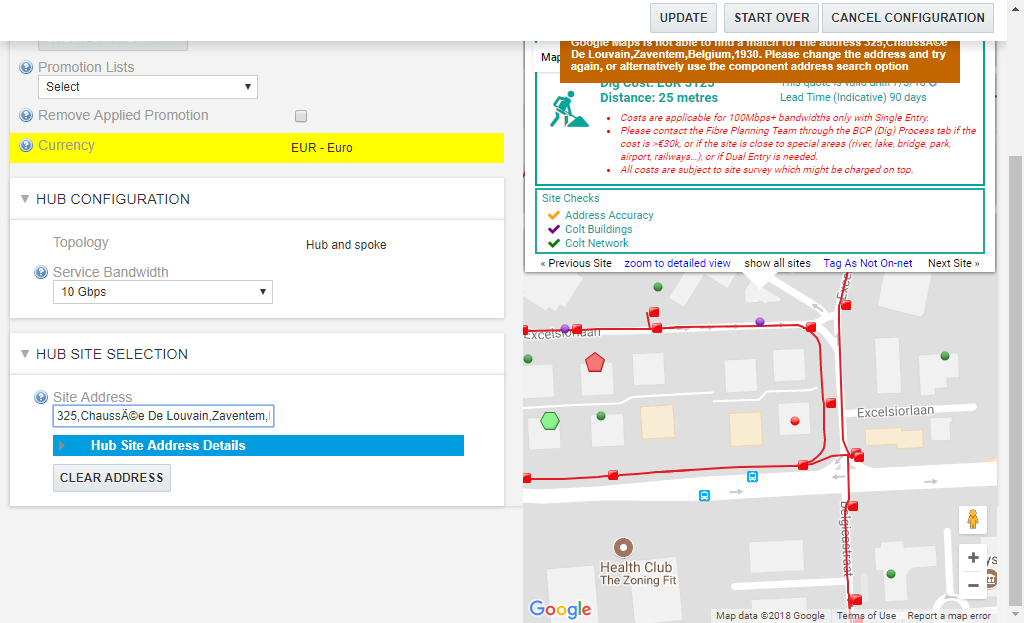 UPDATE
START OVER
CANCEL CONFIGURATION
Promotion Lists
Select
Remove Applied Promotion
Currency
EUR - Euro
HUB CONFIGURATION
Topology
Hub and spoke
Service Bandwidth
10 Gbps
HUB SITE SELECTION
Site Address
325,ChaussÃ©e De Louvain,Zaventem,
Hub Site Address Details
CLEAR ADDRESS
Map
Google Maps is not able to find a match for the address 325,ChaussÃ©e
De Louvain,Zaventem,Belgium,1930. Please change the address and try
again, or alternatively use the component address search option
Dig Cost: EUR 3125
This quote is valid until
Distance: 25 metres
Lead Time (Indicative) 90 days
Costs are applicable for 100Mbps+ bandwidths only with Single Entry.
Please contact the Fibre Planning Team through the BCP (Dig) Process tab if the
cost is >€30k, or if the site is close to special areas (river, lake, bridge, park,
airport, railways...), or if Dual Entry is needed.
All costs are subject to site survey which might be charged on top.
Site Checks
Address Accuracy
Colt Buildings
Colt Network
« Previous Site
zoom to detailed view
show all sites
Tag As Not On-net
Next Site »
Excelsiorlaan
Excelsiorlaan
Belgicastraat
Health Club
The Zoning Fit
Google
Map data ©2018 Google
Terms of Use
Report a map error